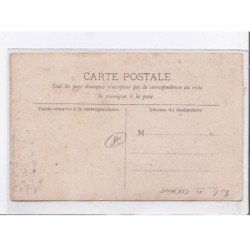 CARTE POSTALE
Tous les pays étrangers n'acceptent pas la correspondance au recto
Se renseigner à la poste
Partie réservée à la correspondance
Adresse du destinataire
M